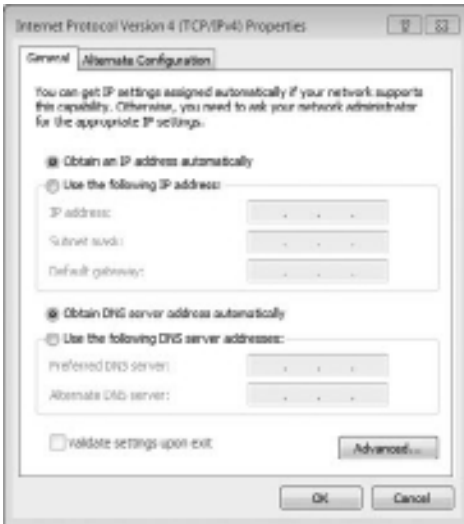 Internet Protocol Version 4 (TCP/IPv4) Properties
General
Alternate Configuration
You can get IP settings assigned automatically if your network supports
this capability. Otherwise, you need to ask your network administrator
for the appropriate IP settings.
Obtain an IP address automatically
Use the following IP address:
IP address:
Subnet mask:
Default gateway:
Obtain DNS server address automatically
Use the following DNS server addresses:
Preferred DNS server:
Alternate DNS server:
Validate settings upon exit
Advanced...
OK
Cancel